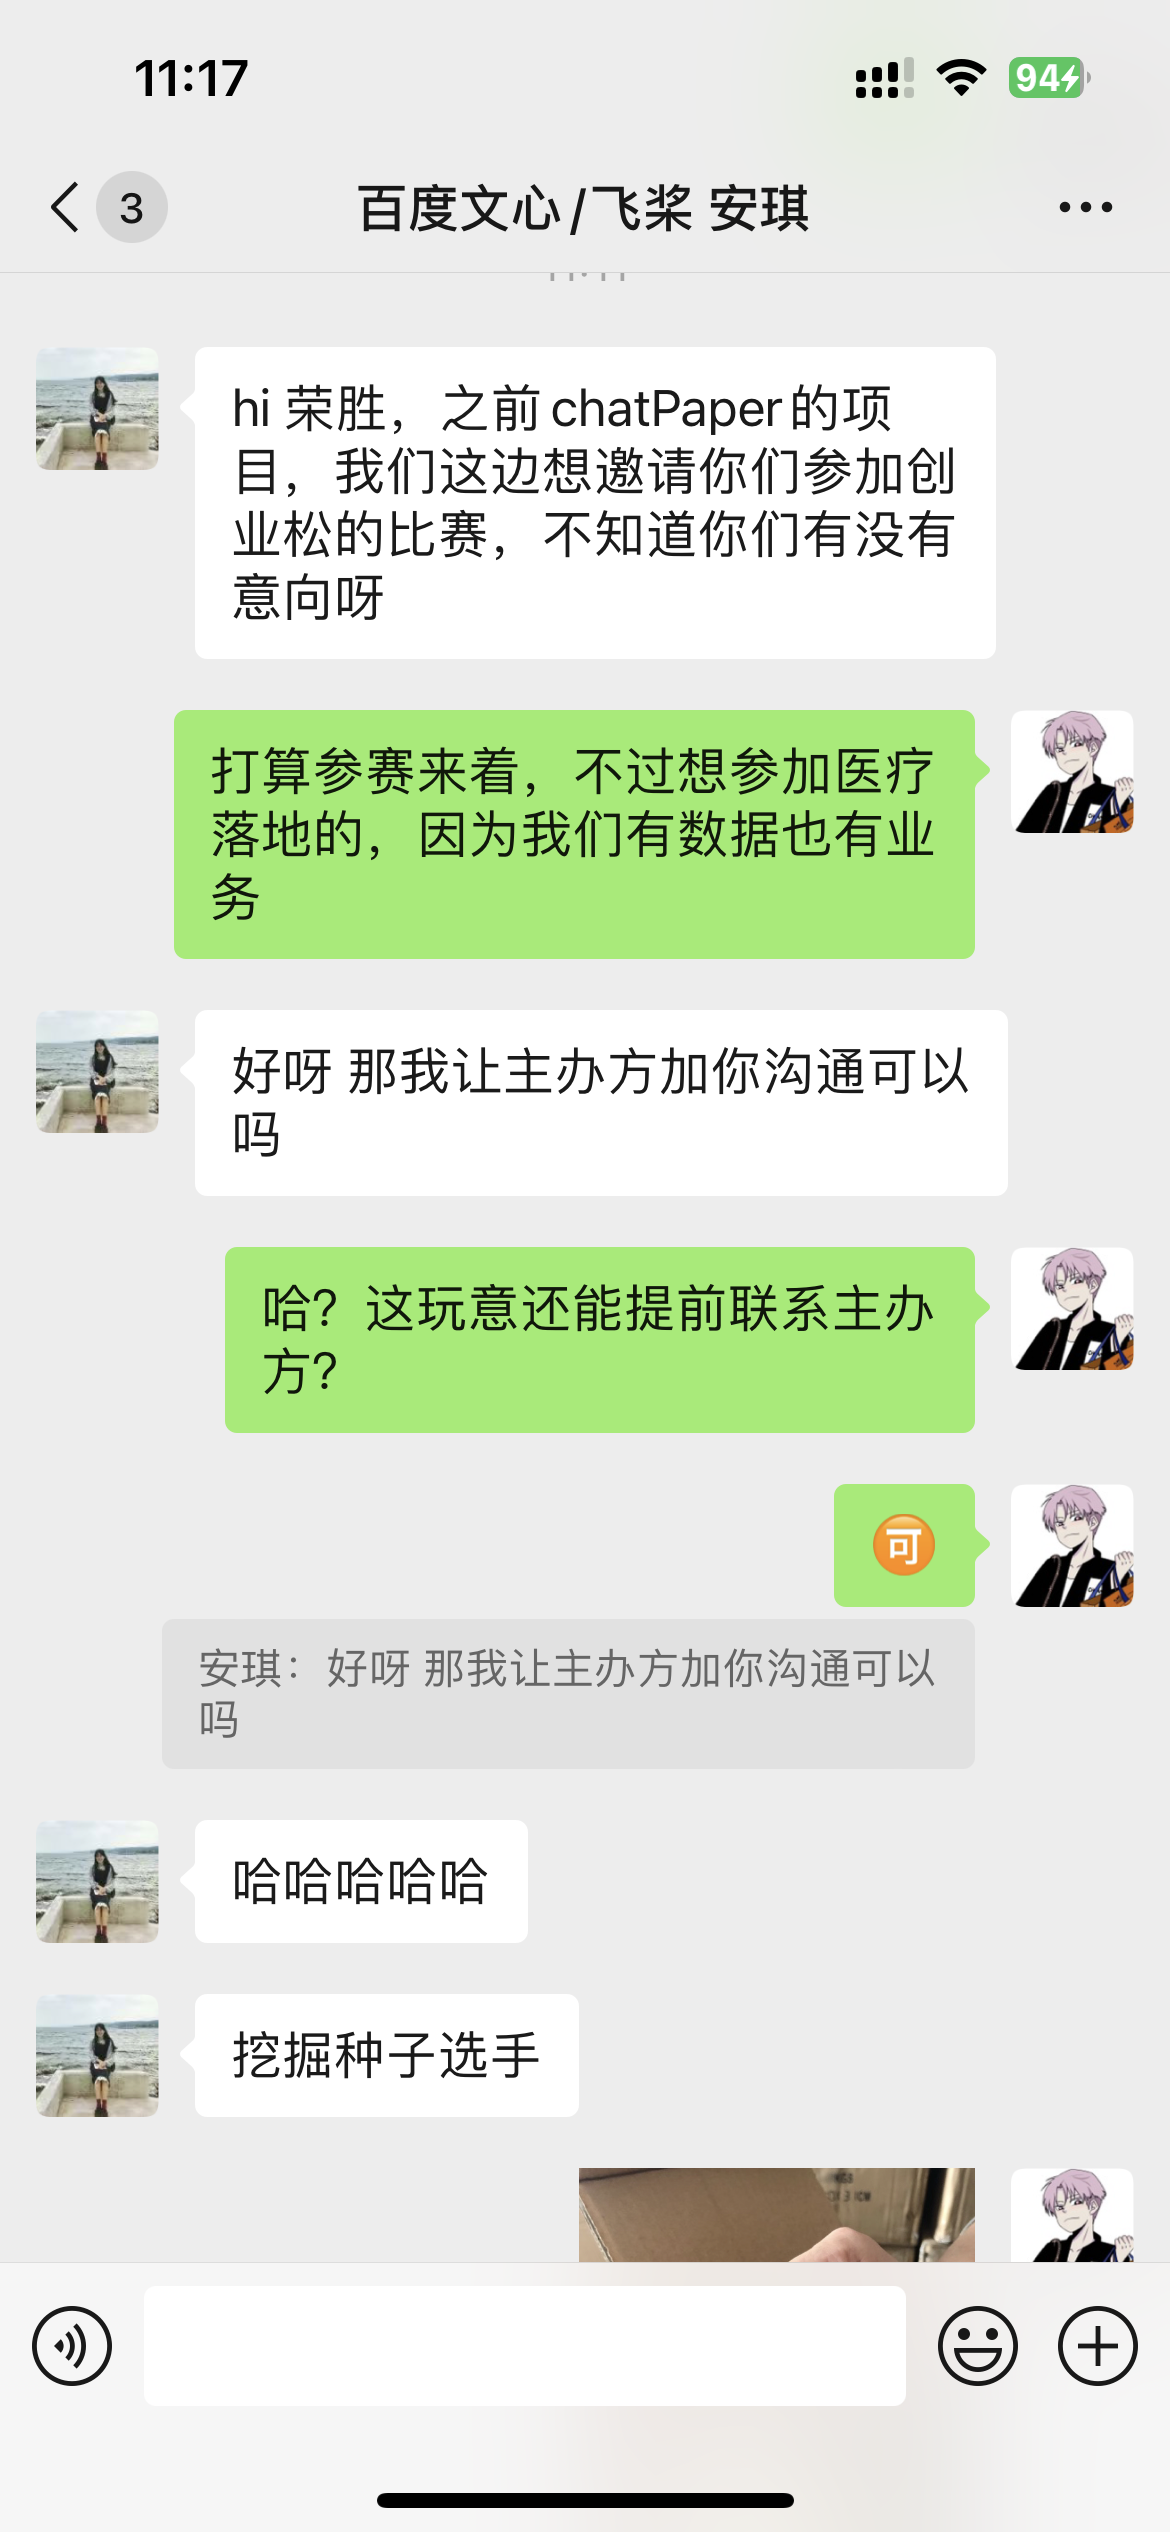 11:17
94
3
百度文心/飞桨 安琪
hi 荣胜，之前chatPaper的项
目，我们这边想邀请你们参加创
业松的比赛，不知道你们有没有
意向呀
打算参赛来着，不过想参加医疗
落地的，因为我们有数据也有业
务
好呀 那我让主办方加你沟通可以
吗
哈？这玩意还能提前联系主办
方？
🉑
安琪：好呀 那我让主办方加你沟通可以
吗
哈哈哈哈哈
挖掘种子选手